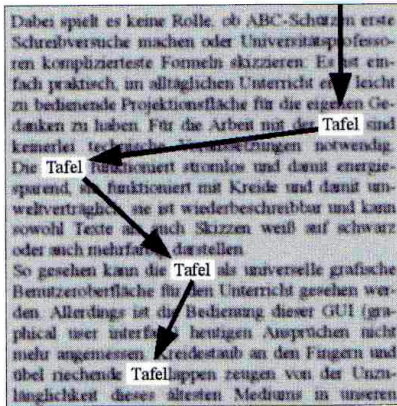 Dabei spielt es keine Rolle, ob ABC-Schützen erste
Schreibversuche machen oder Universitätsprofesso-
ren komplizierteste Formeln skizzieren. Es ist ein-
fach praktisch, im alltäglichen Unterricht eine leicht
zu bedienende Projektionsfläche für die eigenen Ge-
danken zu haben. Für die Arbeit mit der Tafel sind
keinerlei technische Voraussetzungen notwendig.
Die Tafel funktioniert stromlos und damit energie-
sparend, funktioniert mit Kreide und damit um-
weltverträglich, sie ist wiederbeschreibbar und kann
sowohl Texte als auch Skizzen weiß auf schwarz
oder auch mehrfarbig darstellen.
So gesehen kann die Tafel als universelle grafische
Benutzeroberfläche für den Unterricht gesehen wer-
den. Allerdings ist die Bedienung dieser GUI (gra-
phical user interface) heutigen Ansprüchen nicht
mehr angemessen. Kreidestaub an den Fingern und
übel riechende Tafellappen zeugen von der Unzu-
länglichkeit dieses ältesten Mediums in unseren